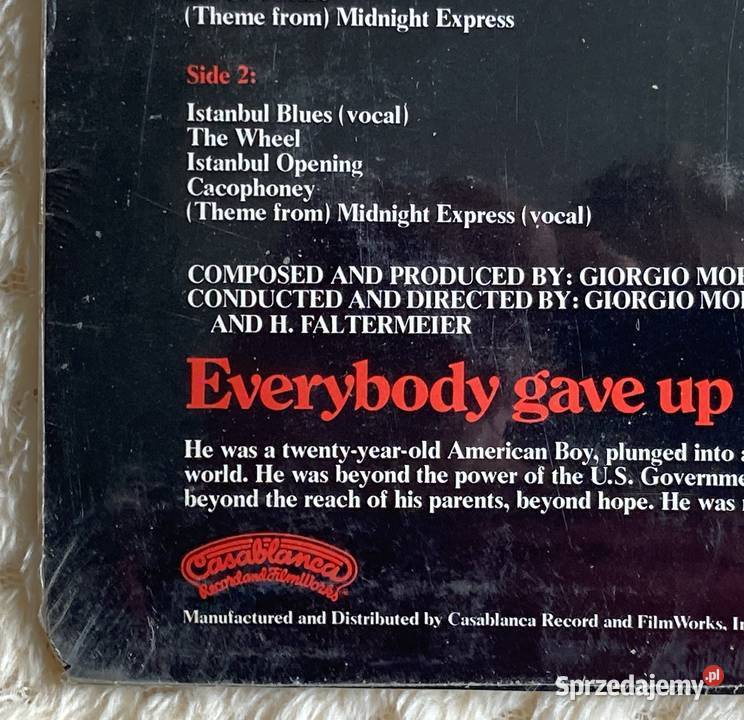 (Theme from) Midnight Express
Side 2:
Istanbul Blues (vocal)
The Wheel
Istanbul Opening
Cacophoney
(Theme from) Midnight Express (vocal)
COMPOSED AND PRODUCED BY: GIORGIO
CONDUCTED AND DIRECTED BY: GIORGIO
AND H. FALTERMEIER
Everybody gave up
He was a twenty-year-old American Boy, plunged into
world. He was beyond the power of the U.S.
beyond the reach of his parents, beyond hope. He was
Casablanca
Record and FilmWorks
Manufactured and Distributed by Casablanca Record and FilmWorks,
Sprzedajemy.pl